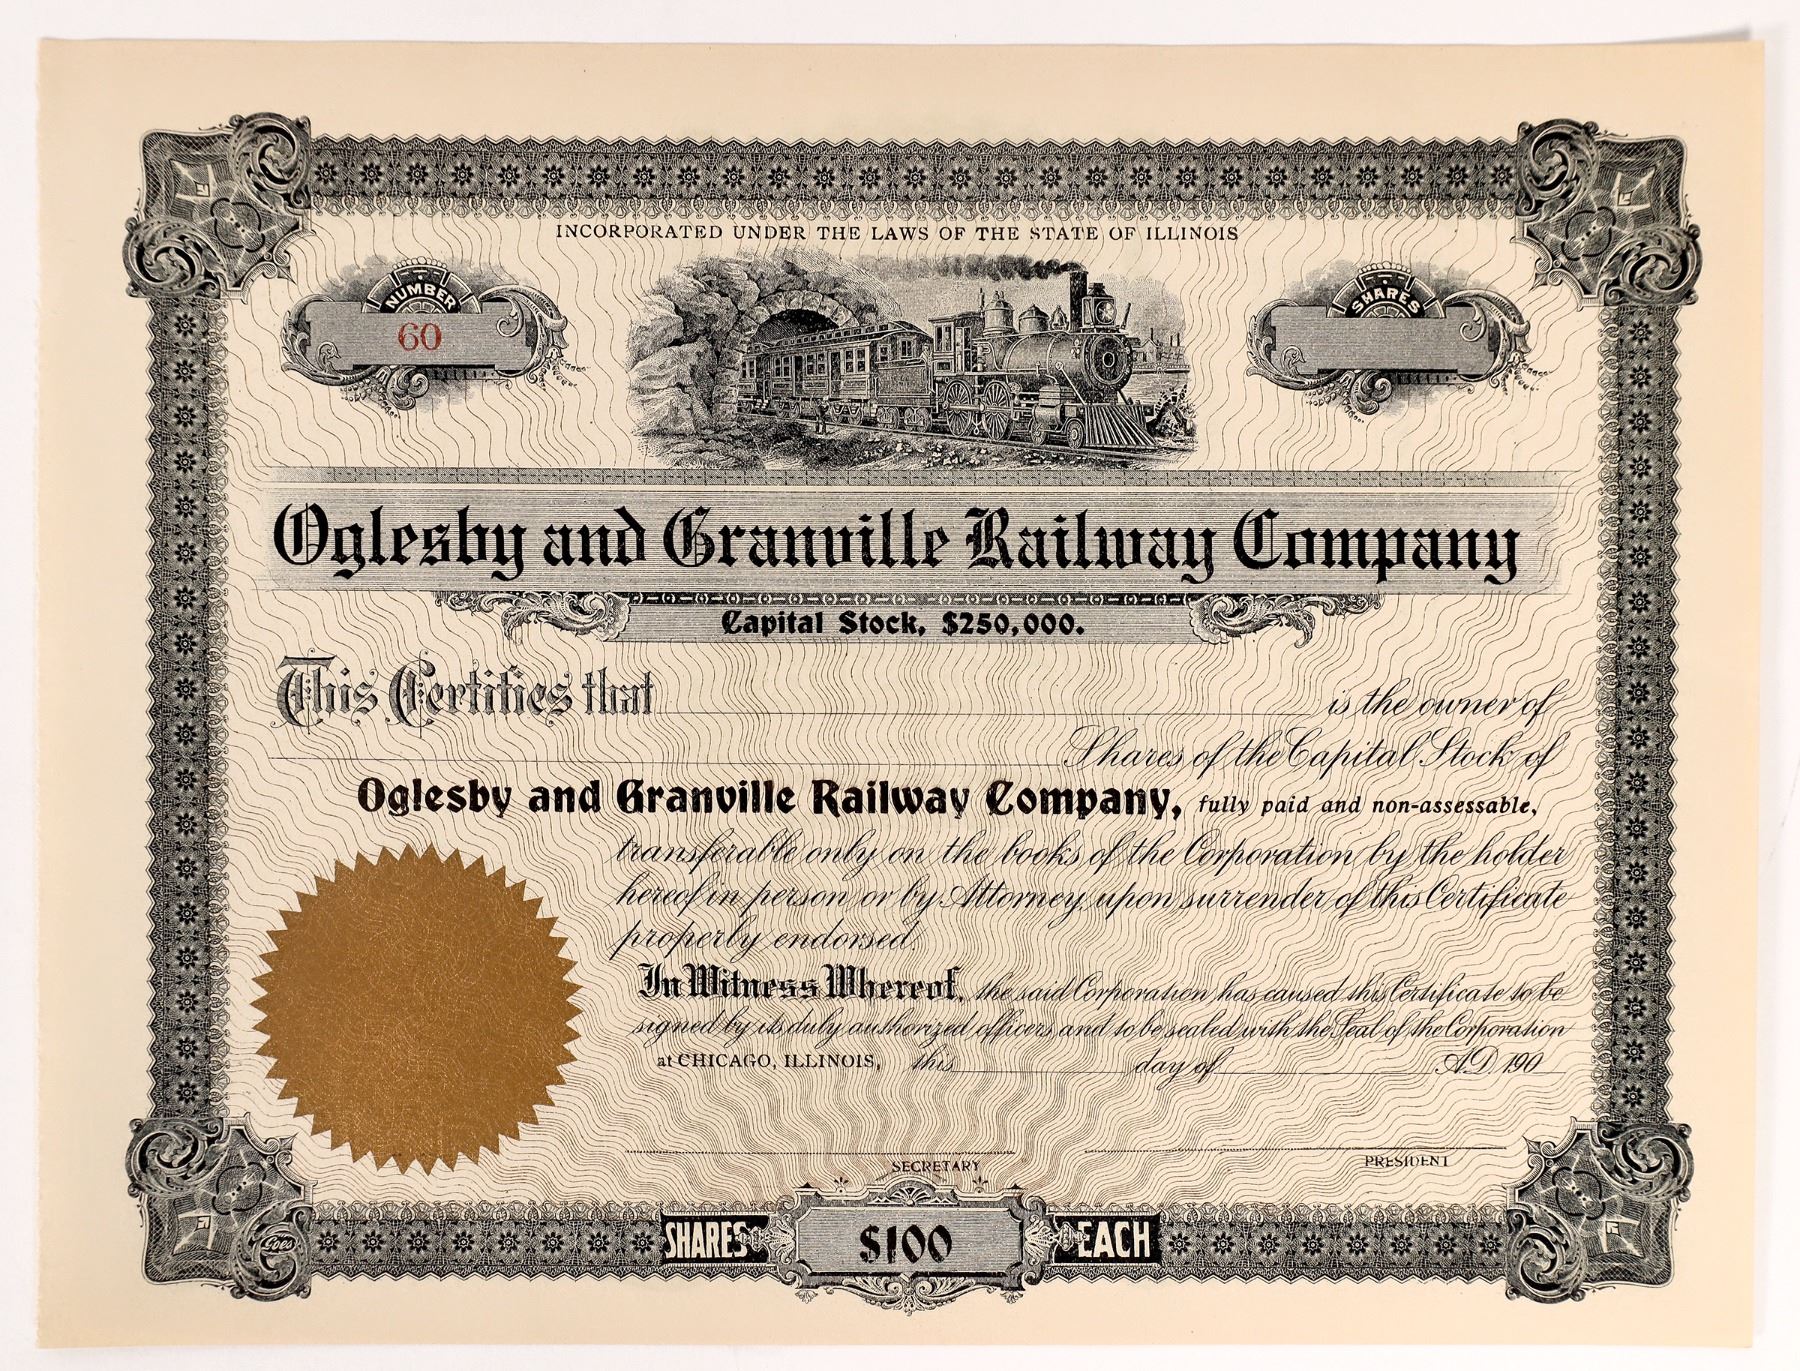 INCORPORATED UNDER THE LAWS OF THE STATE OF ILLINOIS
NUMBER
60
SHARES
Oglesby and Granville Railway Company
Capital Stock, $250,000.
This Certifies that is the owner of
Shares of the Capital Stock of
Oglesby and Granville Railway Company, fully paid and non-assessable,
transferable only on the books of the Corporation by the holder
hereof in person or by Attorney, upon surrender of this Certificate
properly endorsed.
In Witness Whereof, the said Corporation has caused this Certificate to be
signed by its duly authorized officers and to be sealed with the Seal of the Corporation
at CHICAGO, ILLINOIS, this day of A.D. 190
SECRETARY PRESIDENT
SHARES $100 EACH
Goes